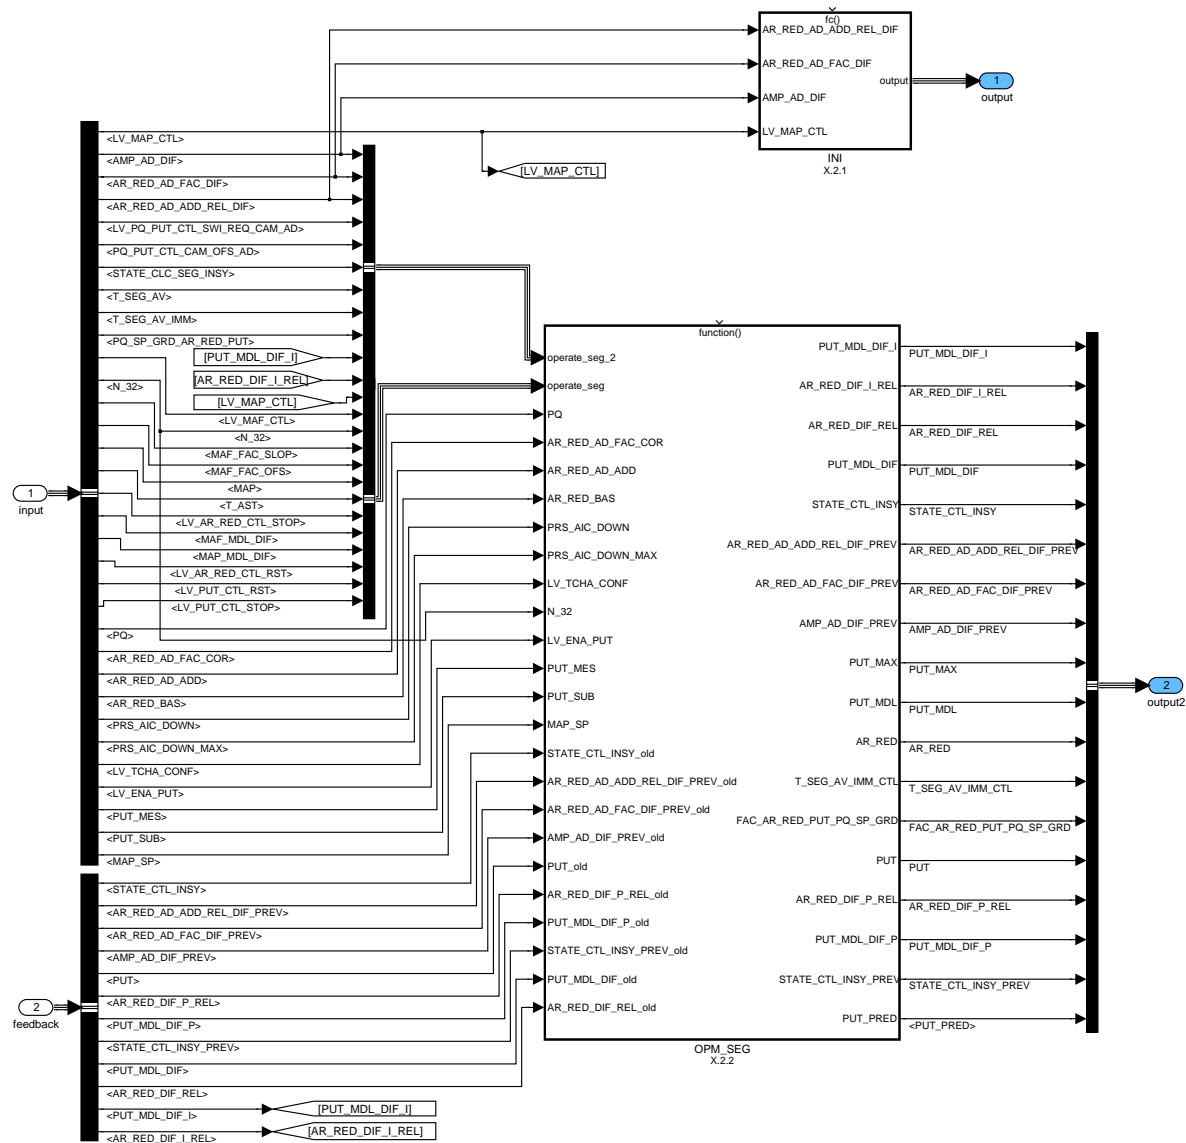 fc()
AR_RED_AD_ADD_REL_DIF
AR_RED_AD_FAC_DIF
output
AMP_AD_DIF
LV_MAP_CTL
INI
X.2.1
1
output
<LV_MAP_CTL>
[LV_MAP_CTL]
<AMP_AD_DIF>
<AR_RED_AD_FAC_DIF>
<AR_RED_AD_ADD_REL_DIF>
<LV_PQ_PUT_CTL_SWI_REQ_CAM_AD>
<PQ_PUT_CTL_CAM_OFS_AD>
<STATE_CLC_SEG_INSY>
<T_SEG_AV>
<T_SEG_AV_IMM>
<PQ_SP_GRD_AR_RED_PUT>
[PUT_MDL_DIF_I]
[AR_RED_DIF_I_REL]
<N_32>
[LV_MAP_CTL]
<LV_MAF_CTL>
<N_32>
<MAF_FAC_SLOP>
<MAF_FAC_OFS>
<MAP>
<T_AST>
<LV_AR_RED_CTL_STOP>
<MAF_MDL_DIF>
<MAP_MDL_DIF>
<LV_AR_RED_CTL_RST>
<LV_PUT_CTL_RST>
<LV_PUT_CTL_STOP>
1
input
<PQ>
<AR_RED_AD_FAC_COR>
<AR_RED_AD_ADD>
<AR_RED_BAS>
<PRS_AIC_DOWN>
<PRS_AIC_DOWN_MAX>
<LV_TCHA_CONF>
<LV_ENA_PUT>
<PUT_MES>
<PUT_SUB>
<MAP_SP>
<STATE_CTL_INSY>
<AR_RED_AD_ADD_REL_DIF_PREV>
<AR_RED_AD_FAC_DIF_PREV>
<AMP_AD_DIF_PREV>
<PUT>
<AR_RED_DIF_P_REL>
<PUT_MDL_DIF_P>
<STATE_CTL_INSY_PREV>
<PUT_MDL_DIF>
<AR_RED_DIF_REL>
<PUT_MDL_DIF_I>
<AR_RED_DIF_I_REL>
[PUT_MDL_DIF_I]
[AR_RED_DIF_I_REL]
2
feedback
function()
operate_seg_2
operate_seg
PQ
AR_RED_AD_FAC_COR
AR_RED_AD_ADD
AR_RED_BAS
PRS_AIC_DOWN
PRS_AIC_DOWN_MAX
LV_TCHA_CONF
N_32
LV_ENA_PUT
PUT_MES
PUT_SUB
MAP_SP
STATE_CTL_INSY_old
AR_RED_AD_ADD_REL_DIF_PREV_old
AR_RED_AD_FAC_DIF_PREV_old
AMP_AD_DIF_PREV_old
PUT_old
AR_RED_DIF_P_REL_old
PUT_MDL_DIF_P_old
STATE_CTL_INSY_PREV_old
PUT_MDL_DIF_old
AR_RED_DIF_REL_old
PUT_MDL_DIF_I
AR_RED_DIF_I_REL
AR_RED_DIF_REL
PUT_MDL_DIF
STATE_CTL_INSY
AR_RED_AD_ADD_REL_DIF_PREV
AR_RED_AD_FAC_DIF_PREV
AMP_AD_DIF_PREV
PUT_MAX
PUT_MDL
AR_RED
T_SEG_AV_IMM_CTL
FAC_AR_RED_PUT_PQ_SP_GRD
PUT
AR_RED_DIF_P_REL
PUT_MDL_DIF_P
STATE_CTL_INSY_PREV
PUT_PRED
OPM_SEG
X.2.2
PUT_MDL_DIF_I
AR_RED_DIF_I_REL
AR_RED_DIF_REL
PUT_MDL_DIF
STATE_CTL_INSY
AR_RED_AD_ADD_REL_DIF_PREV
AR_RED_AD_FAC_DIF_PREV
AMP_AD_DIF_PREV
PUT_MAX
PUT_MDL
AR_RED
T_SEG_AV_IMM_CTL
FAC_AR_RED_PUT_PQ_SP_GRD
PUT
AR_RED_DIF_P_REL
PUT_MDL_DIF_P
STATE_CTL_INSY_PREV
<PUT_PRED>
2
output2